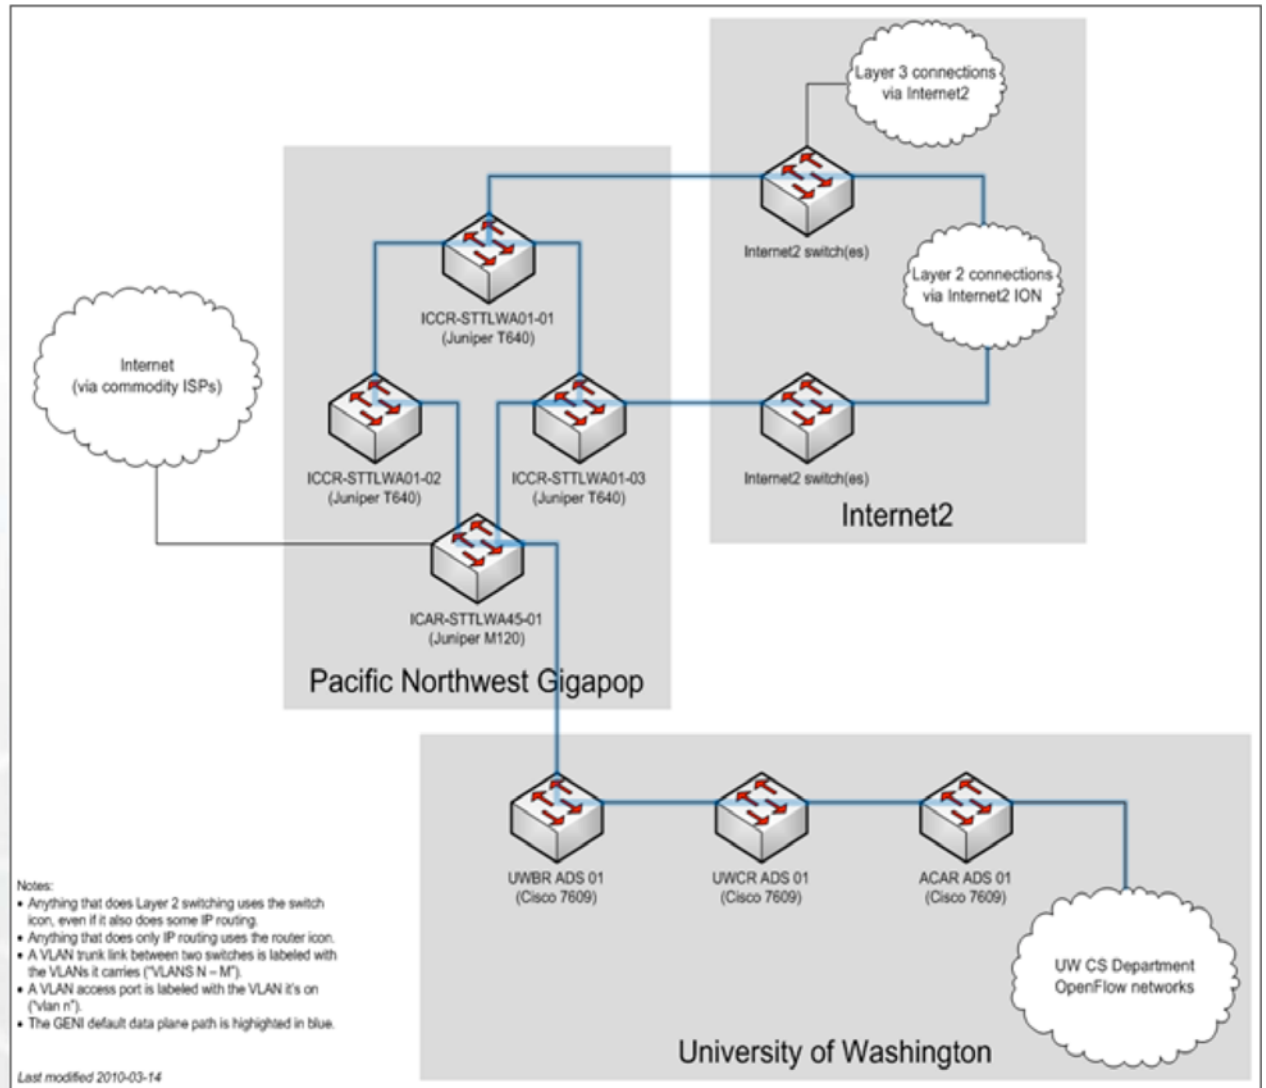 Layer 3 connections
via Internet2
Internet2 switch(es)
Layer 2 connections
via Internet2 ION
ICCR-STTLWA01-01
(Juniper T640)
Internet
(via commodity ISPs)
ICCR-STTLWA01-02
(Juniper T640)
ICCR-STTLWA01-03
(Juniper T640)
Internet2 switch(es)
Internet2
ICAR-STTLWA45-01
(Juniper M120)
Pacific Northwest Gigapop
UWBR ADS 01
(Cisco 7609)
UWCR ADS 01
(Cisco 7609)
ACAR ADS 01
(Cisco 7609)
UW CS Department
OpenFlow networks
University of Washington
Notes:
• Anything that does Layer 2 switching uses the switch
icon, even if it also does some IP routing.
• Anything that does only IP routing uses the router icon.
• A VLAN trunk link between two switches is labeled with
the VLANs it carries ("VLANS N – M").
• A VLAN access port is labeled with the VLAN it's on
("vlan n").
• The GENI default data plane path is highighted in blue.
Last modified 2010-03-14